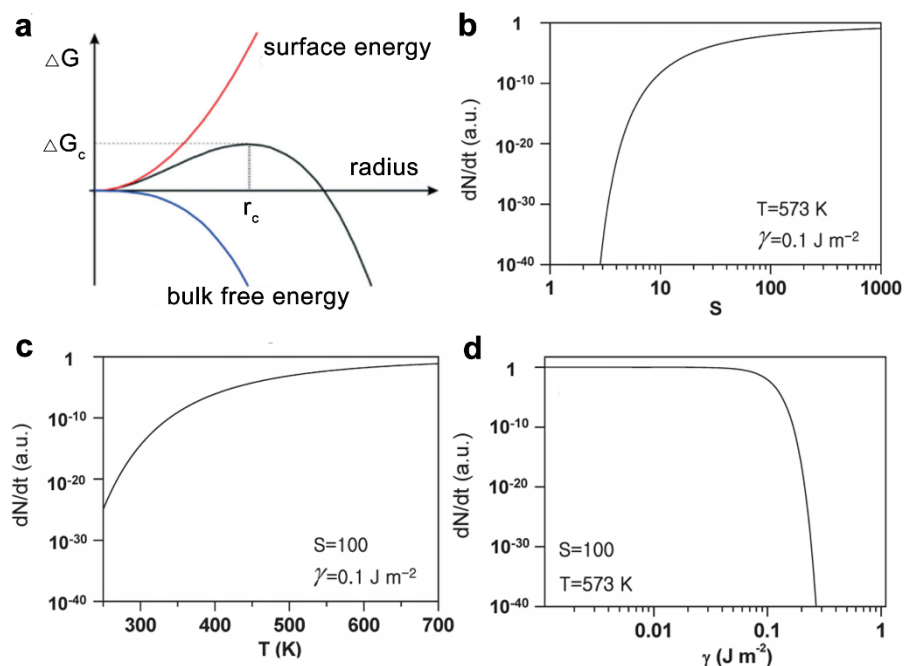 a
△G
surface energy
△Gc
radius
rc
bulk free energy
b
dN/dt (a.u.)
1
10⁻¹⁰
10⁻²⁰
10⁻³⁰
10⁻⁴⁰
T=573 K
γ=0.1 J m⁻²
1 10 100 1000
S
c
dN/dt (a.u.)
1
10⁻¹⁰
10⁻²⁰
10⁻³⁰
10⁻⁴⁰
S=100
γ=0.1 J m⁻²
300 400 500 600 700
T (K)
d
dN/dt (a.u.)
1
10⁻¹⁰
10⁻²⁰
10⁻³⁰
10⁻⁴⁰
S=100
T=573 K
0.01 0.1 1
γ (J m⁻²)